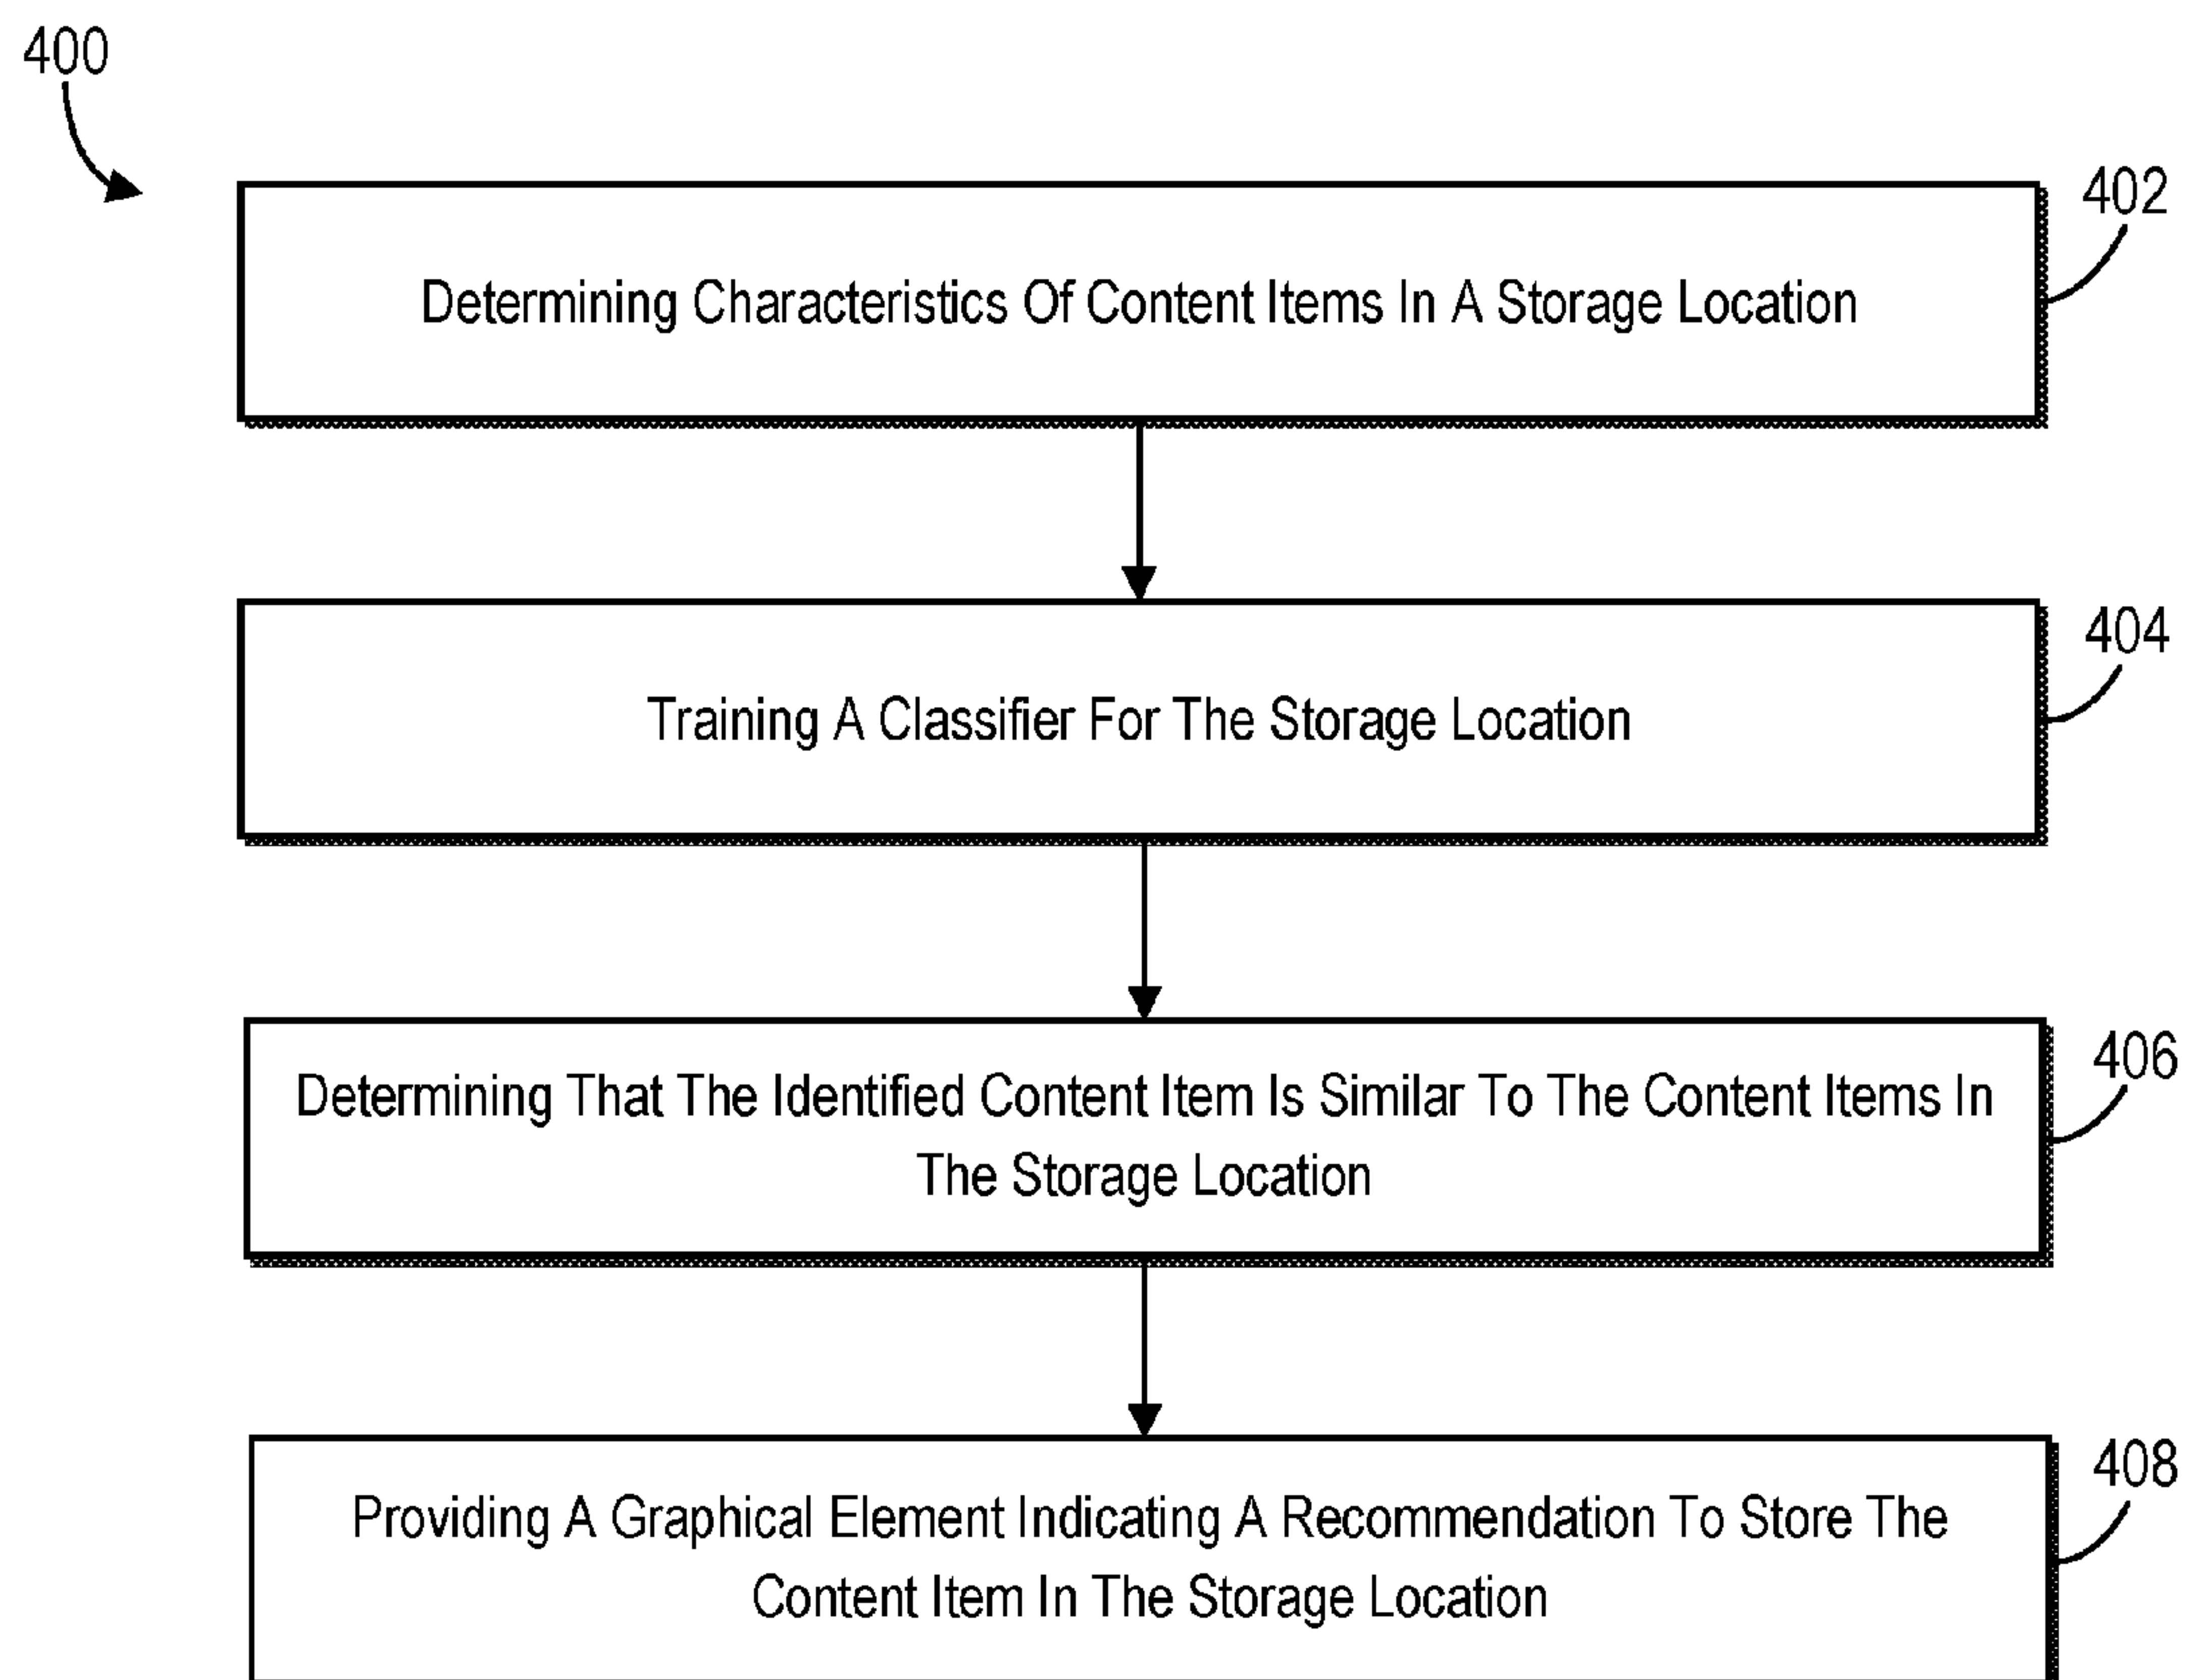 400
402
Determining Characteristics Of Content Items In A Storage Location
404
Training A Classifier For The Storage Location
406
Determining That The Identified Content Item Is Similar To The Content Items In
The Storage Location
408
Providing A Graphical Element Indicating A Recommendation To Store The
Content Item In The Storage Location